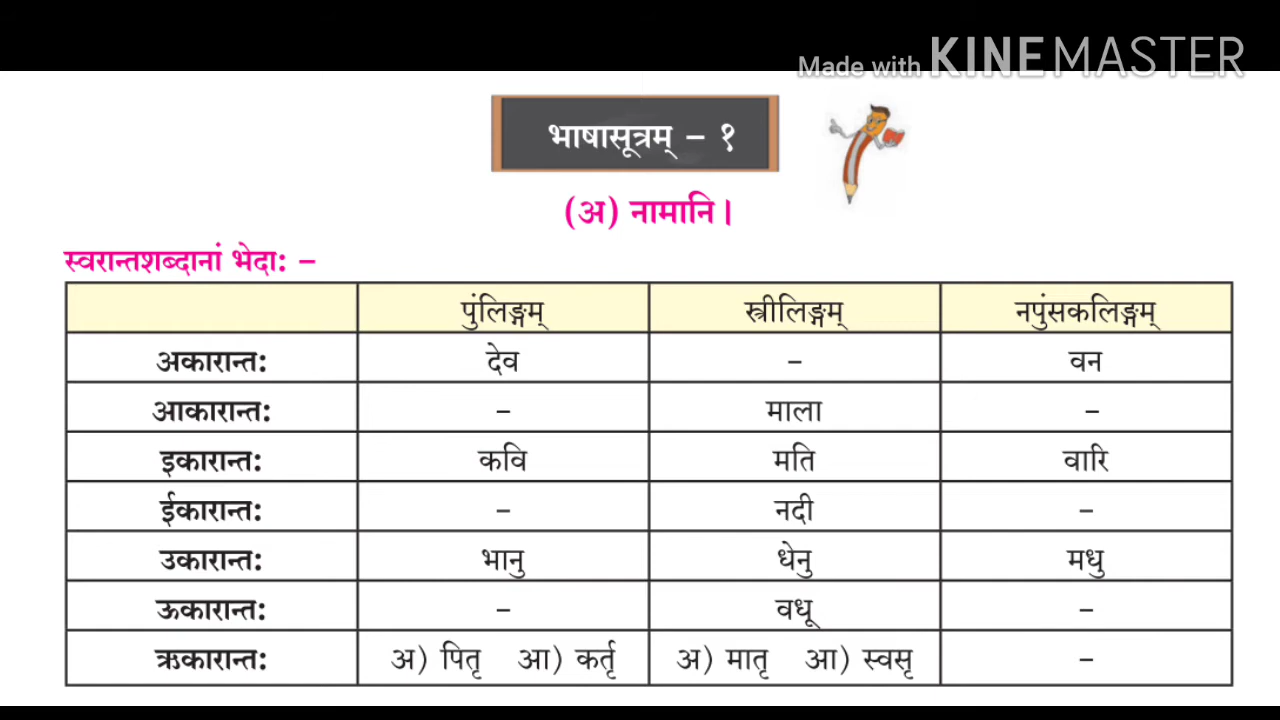 Made with KINEMASTER
भाषासूत्रम् - १
(अ) नामानि।
स्वरान्तशब्दानां भेदाः -
पुंलिङ्गम् स्त्रीलिङ्गम् नपुंसकलिङ्गम्
अकारान्तः देव - वन
आकारान्तः - माला -
इकारान्तः कवि मति वारि
ईकारान्तः - नदी -
उकारान्तः भानु धेनु मधु
ऊकारान्तः - वधू -
ऋकारान्तः अ) पितृ आ) कर्तृ अ) मातृ आ) स्वसृ -